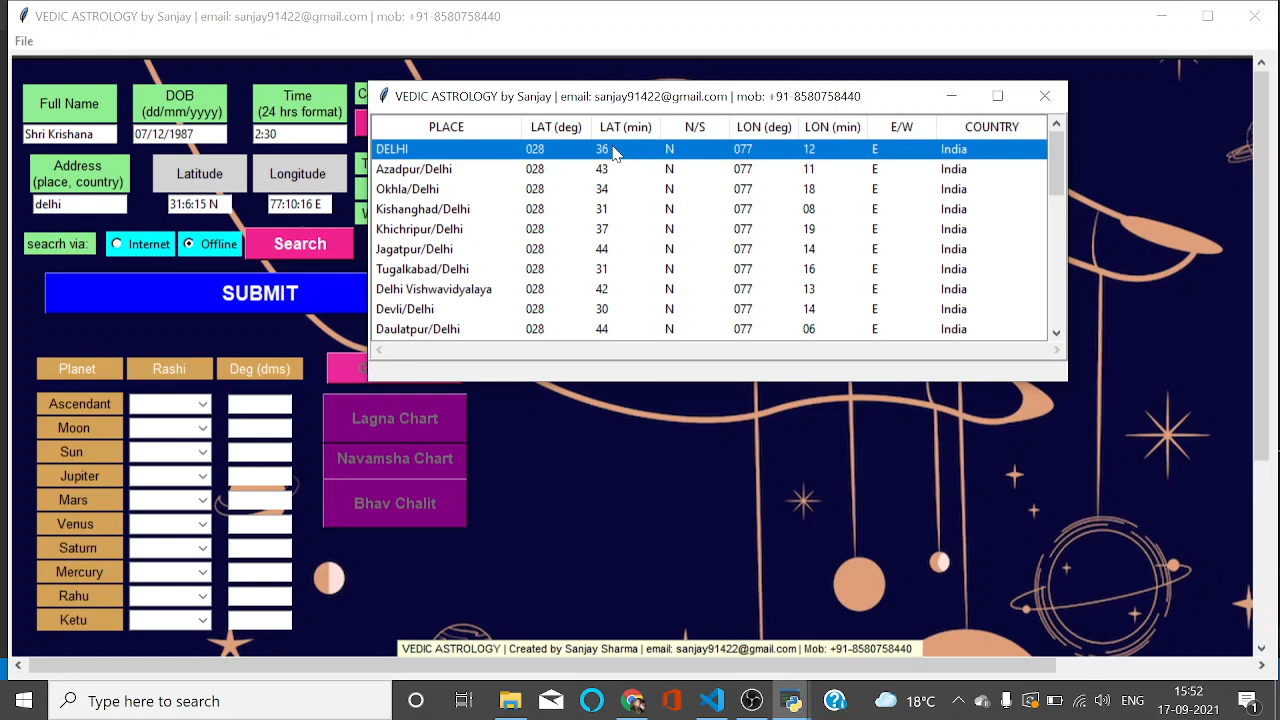 VEDIC ASTROLOGY by Sanjay | email: sanjay91422@gmail.com | mob: +91-8580758440
File
Full Name
DOB
(dd/mm/yyyy)
Time
(24 hrs format)
Shri Krishana
07/12/1987
2:30
Address
(place, country)
Latitude
Longitude
delhi
31:6:15 N
77:10:16 E
seacrh via:
Internet
Offline
Search
SUBMIT
VEDIC ASTROLOGY by Sanjay | email: sanjay91422@gmail.com | mob: +91-8580758440
PLACE LAT (deg) LAT (min) N/S LON (deg) LON (min) E/W COUNTRY
DELHI 028 36 N 077 12 E India
Azadpur/Delhi 028 43 N 077 11 E India
Okhla/Delhi 028 34 N 077 18 E India
Kishanghad/Delhi 028 31 N 077 08 E India
Khichripur/Delhi 028 37 N 077 19 E India
Jagatpur/Delhi 028 44 N 077 14 E India
Tugalkabad/Delhi 028 31 N 077 16 E India
Delhi Vishwavidyalaya 028 42 N 077 13 E India
Devli/Delhi 028 30 N 077 14 E India
Daulatpur/Delhi 028 44 N 077 06 E India
Planet Rashi Deg (dms)
Ascendant
Moon
Sun
Jupiter
Mars
Venus
Saturn
Mercury
Rahu
Ketu
Lagna Chart
Navamsha Chart
Bhav Chalit
VEDIC ASTROLOGY | Created by Sanjay Sharma | email: sanjay91422@gmail.com | Mob: +91-8580758440
Type here to search
18°C
ENG
15:52
17-09-2021
1